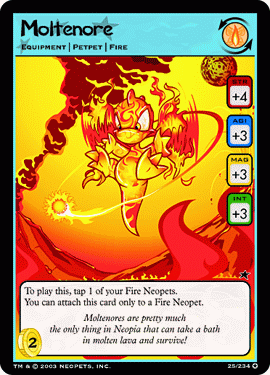 Moltenore
Equipment | Petpet | Fire
STR
+4
AGI
+3
MAG
+3
INT
+3
To play this, tap 1 of your Fire Neopets.
You can attach this card only to a Fire Neopet.
Moltenores are pretty much
the only thing in Neopia that can take a bath
in molten lava and survive!
2
TM & © 2003 NEOPETS, INC.
25/234